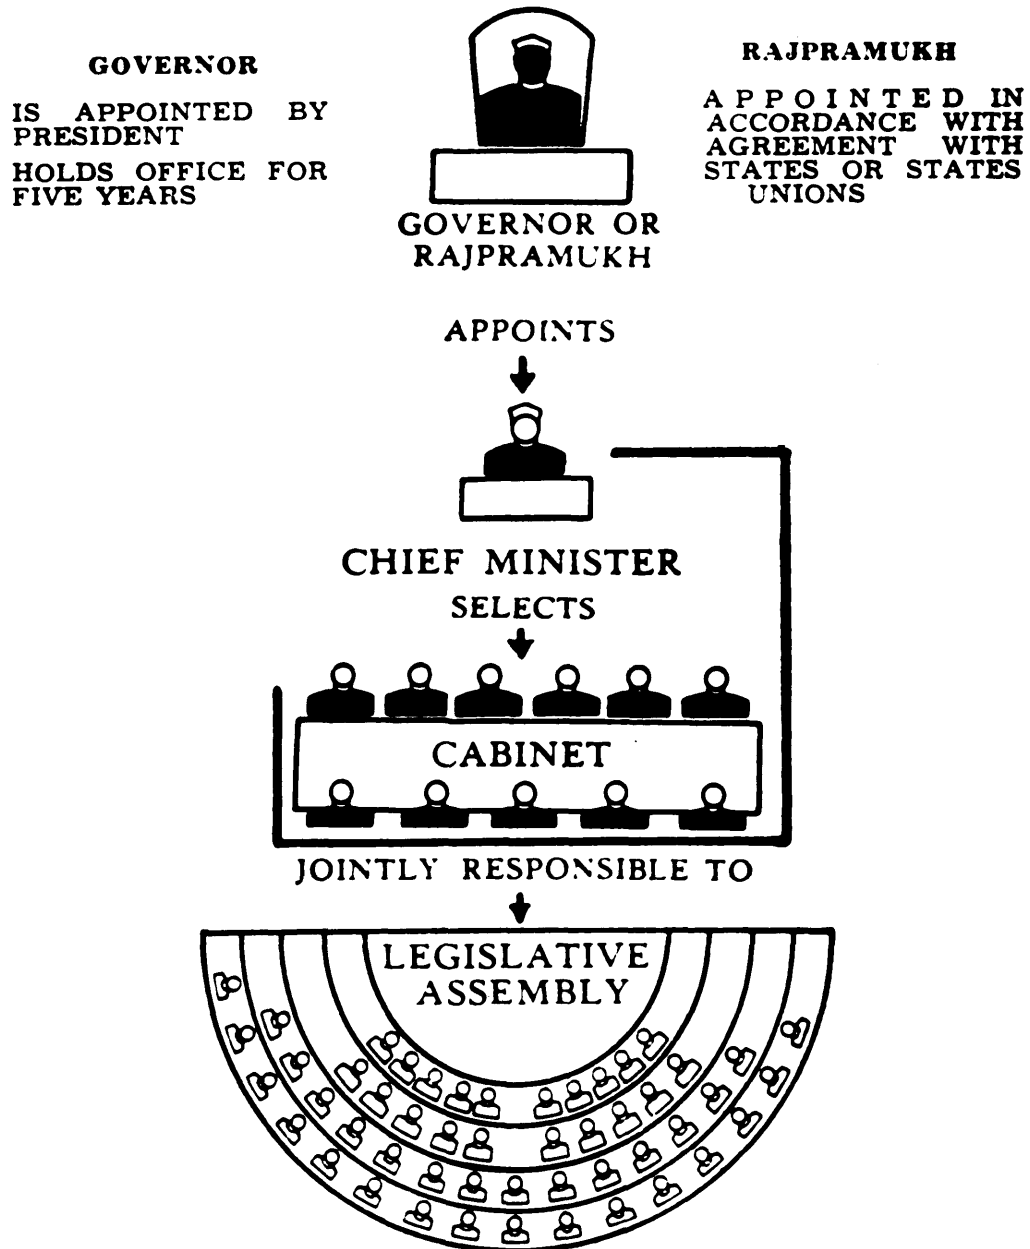 GOVERNOR
IS APPOINTED BY
PRESIDENT
HOLDS OFFICE FOR
FIVE YEARS
RAJPRAMUKH
APPOINTED IN
ACCORDANCE WITH
AGREEMENT WITH
STATES OR STATES
UNIONS
GOVERNOR OR
RAJPRAMUKH
APPOINTS
CHIEF MINISTER
SELECTS
CABINET
JOINTLY RESPONSIBLE TO
LEGISLATIVE
ASSEMBLY